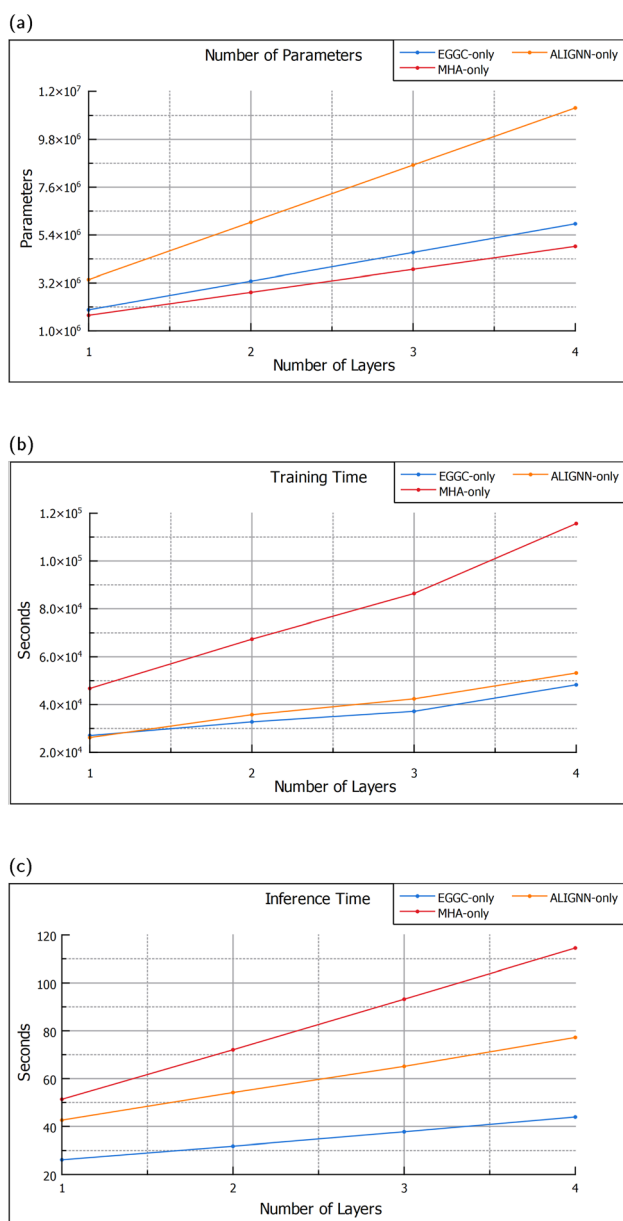 (a)
Number of Parameters
EGGC-only ALIGNN-only
MHA-only
1.2×10⁷
9.8×10⁶
7.6×10⁶
5.4×10⁶
3.2×10⁶
1.0×10⁶
Parameters
1 2 3 4
Number of Layers
(b)
Training Time
EGGC-only ALIGNN-only
MHA-only
1.2×10⁵
1.0×10⁵
8.0×10⁴
6.0×10⁴
4.0×10⁴
2.0×10⁴
Seconds
1 2 3 4
Number of Layers
(c)
Inference Time
EGGC-only ALIGNN-only
MHA-only
120
100
80
60
40
20
Seconds
1 2 3 4
Number of Layers